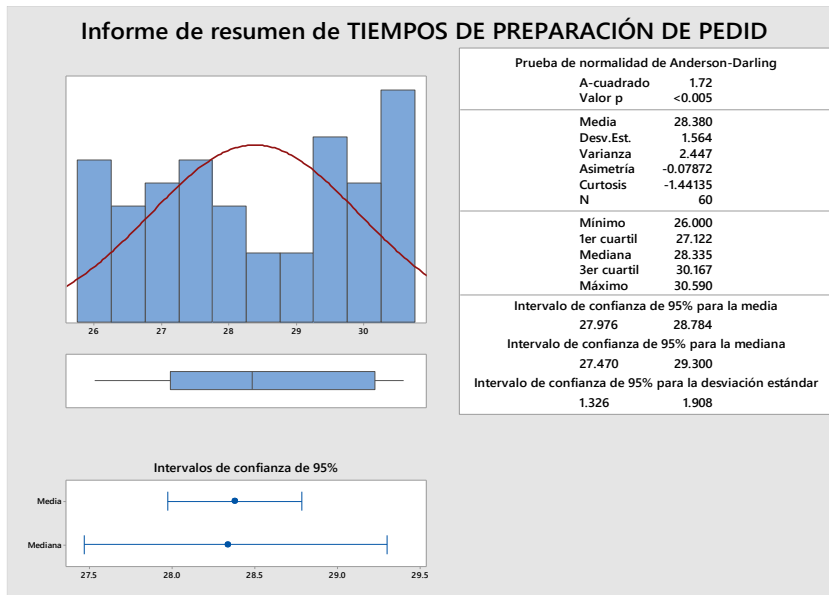 Informe de resumen de TIEMPOS DE PREPARACIÓN DE PEDID
Prueba de normalidad de Anderson-Darling
A-cuadrado 1.72
Valor p <0.005
Media 28.380
Desv.Est. 1.564
Varianza 2.447
Asimetría -0.07872
Curtosis -1.44135
N 60
Mínimo 26.000
1er cuartil 27.122
Mediana 28.335
3er cuartil 30.167
Máximo 30.590
Intervalo de confianza de 95% para la media
27.976 28.784
Intervalo de confianza de 95% para la mediana
27.470 29.300
Intervalo de confianza de 95% para la desviación estándar
1.326 1.908
26 27 28 29 30
Intervalos de confianza de 95%
Media
Mediana
27.5 28.0 28.5 29.0 29.5